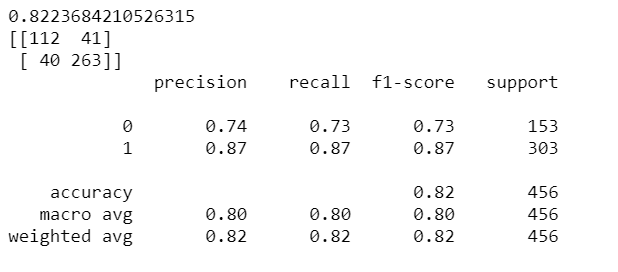 0.8223684210526315
[[112  41]
 [ 40 263]]
              precision    recall  f1-score   support

           0       0.74      0.73      0.73       153
           1       0.87      0.87      0.87       303

    accuracy                           0.82       456
   macro avg       0.80      0.80      0.80       456
weighted avg       0.82      0.82      0.82       456